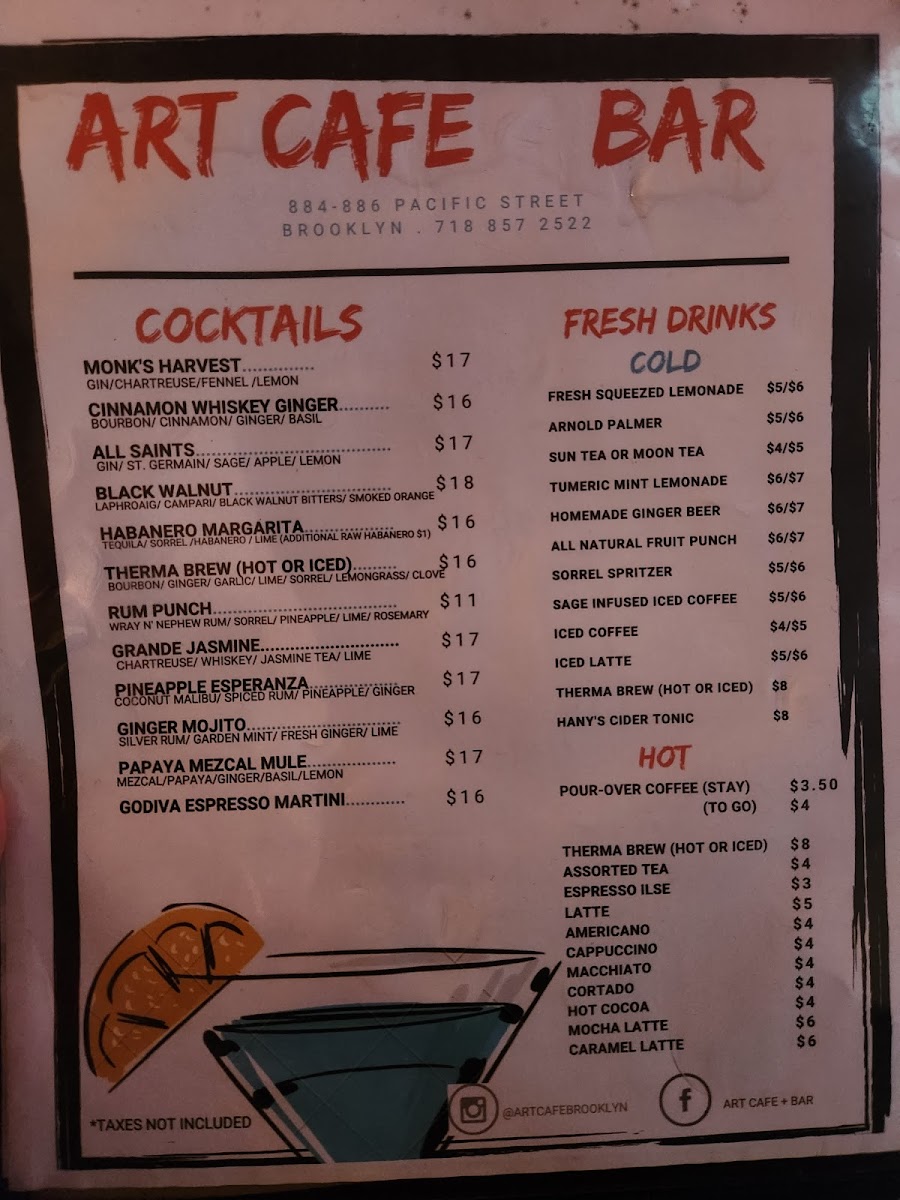 ART CAFE BAR
884-886 PACIFIC STREET
BROOKLYN . 718 857 2522
COCKTAILS
MONK'S HARVEST.............. $17
GIN/CHARTREUSE/FENNEL /LEMON
CINNAMON WHISKEY GINGER.......... $16
BOURBON/ CINNAMON/ GINGER/ BASIL
ALL SAINTS...................................... $17
GIN/ ST. GERMAIN/ SAGE/ APPLE/ LEMON
BLACK WALNUT.............................. $18
LAPHROAIG/ CAMPARI/ BLACK WALNUT BITTERS/ SMOKED ORANGE
HABANERO MARGARITA................. $16
TEQUILA/ SORREL /HABANERO / LIME (ADDITIONAL RAW HABANERO $1)
THERMA BREW (HOT OR ICED)......... $16
BOURBON/ GINGER/ GARLIC/ LIME/ SORREL/ LEMONGRASS/ CLOVE
RUM PUNCH................................... $11
WRAY N' NEPHEW RUM/ SORREL/ PINEAPPLE/ LIME/ ROSEMARY
GRANDE JASMINE........................... $17
CHARTREUSE/ WHISKEY/ JASMINE TEA/ LIME
PINEAPPLE ESPERANZA................. $17
COCONUT MALIBU/ SPICED RUM/ PINEAPPLE/ GINGER
GINGER MOJITO............................. $16
SILVER RUM/ GARDEN MINT/ FRESH GINGER/ LIME
PAPAYA MEZCAL MULE................. $17
MEZCAL/PAPAYA/GINGER/BASIL/LEMON
GODIVA ESPRESSO MARTINI........... $16
FRESH DRINKS
COLD
FRESH SQUEEZED LEMONADE $5/$6
ARNOLD PALMER $5/$6
SUN TEA OR MOON TEA $4/$5
TUMERIC MINT LEMONADE $6/$7
HOMEMADE GINGER BEER $6/$7
ALL NATURAL FRUIT PUNCH $6/$7
SORREL SPRITZER $5/$6
SAGE INFUSED ICED COFFEE $5/$6
ICED COFFEE $4/$5
ICED LATTE $5/$6
THERMA BREW (HOT OR ICED) $8
HANY'S CIDER TONIC $8
HOT
POUR-OVER COFFEE (STAY) $3.50
(TO GO) $4
THERMA BREW (HOT OR ICED) $8
ASSORTED TEA $4
ESPRESSO ILSE $3
LATTE $5
AMERICANO $4
CAPPUCCINO $4
MACCHIATO $4
CORTADO $4
HOT COCOA $4
MOCHA LATTE $6
CARAMEL LATTE $6
*TAXES NOT INCLUDED
@ARTCAFEBROOKLYN
f ART CAFE + BAR